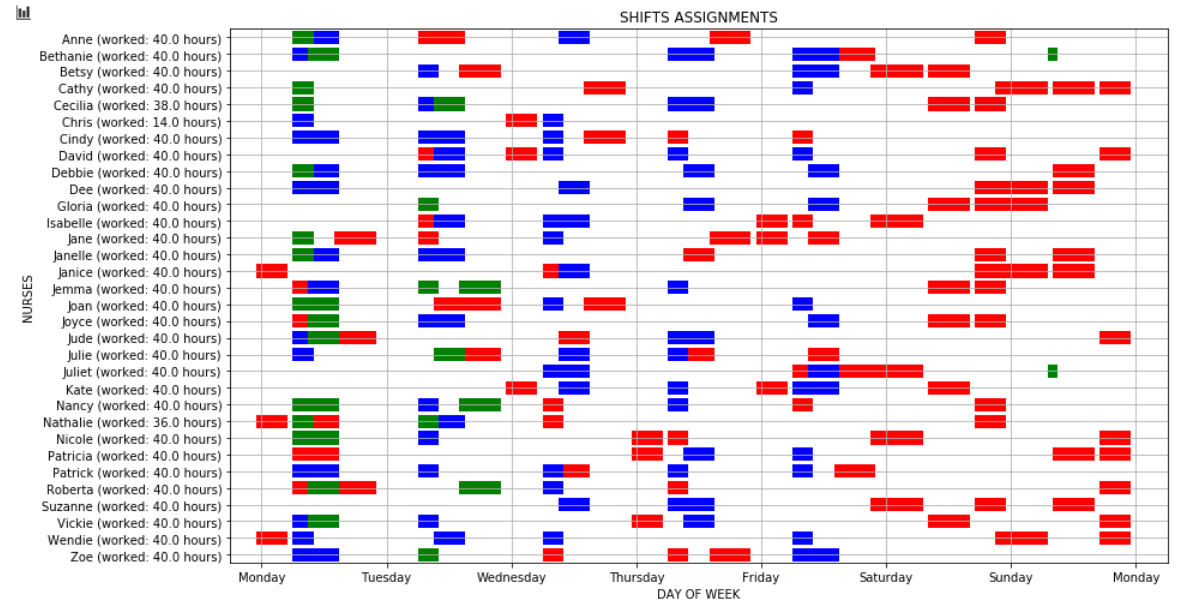 SHIFTS ASSIGNMENTS
Anne (worked: 40.0 hours)
Bethanie (worked: 40.0 hours)
Betsy (worked: 40.0 hours)
Cathy (worked: 40.0 hours)
Cecilia (worked: 38.0 hours)
Chris (worked: 14.0 hours)
Cindy (worked: 40.0 hours)
David (worked: 40.0 hours)
Debbie (worked: 40.0 hours)
Dee (worked: 40.0 hours)
Gloria (worked: 40.0 hours)
Isabelle (worked: 40.0 hours)
Jane (worked: 40.0 hours)
Janelle (worked: 40.0 hours)
Janice (worked: 40.0 hours)
Jemma (worked: 40.0 hours)
Joan (worked: 40.0 hours)
Joyce (worked: 40.0 hours)
Jude (worked: 40.0 hours)
Julie (worked: 40.0 hours)
Juliet (worked: 40.0 hours)
Kate (worked: 40.0 hours)
Nancy (worked: 40.0 hours)
Nathalie (worked: 36.0 hours)
Nicole (worked: 40.0 hours)
Patricia (worked: 40.0 hours)
Patrick (worked: 40.0 hours)
Roberta (worked: 40.0 hours)
Suzanne (worked: 40.0 hours)
Vickie (worked: 40.0 hours)
Wendie (worked: 40.0 hours)
Zoe (worked: 40.0 hours)
NURSES
Monday Tuesday Wednesday Thursday Friday Saturday Sunday Monday
DAY OF WEEK